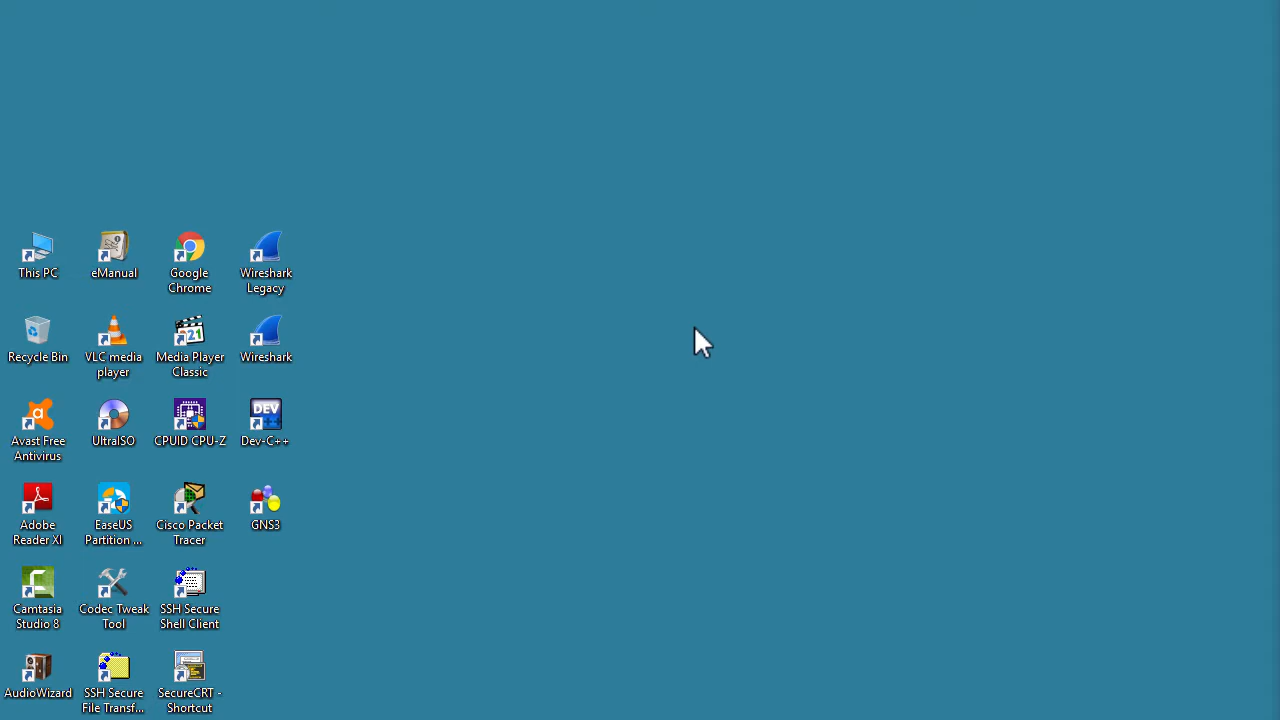 This PC
eManual
Google
Chrome
Wireshark
Legacy
Recycle Bin
VLC media
player
Media Player
Classic
Wireshark
Avast Free
Antivirus
UltraISO
CPUID CPU-Z
Dev-C++
Adobe
Reader XI
EaseUS
Partition ...
Cisco Packet
Tracer
GNS3
Camtasia
Studio 8
Codec Tweak
Tool
SSH Secure
Shell Client
AudioWizard
SSH Secure
File Transf...
SecureCRT -
Shortcut
321
DEV
++